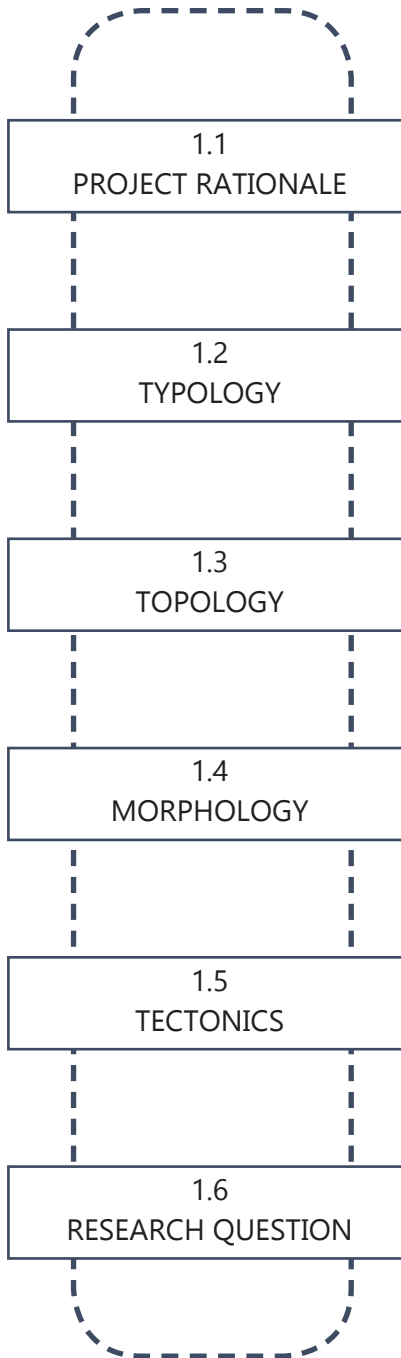 1.1
PROJECT RATIONALE
1.2
TYPOLOGY
1.3
TOPOLOGY
1.4
MORPHOLOGY
1.5
TECTONICS
1.6
RESEARCH QUESTION